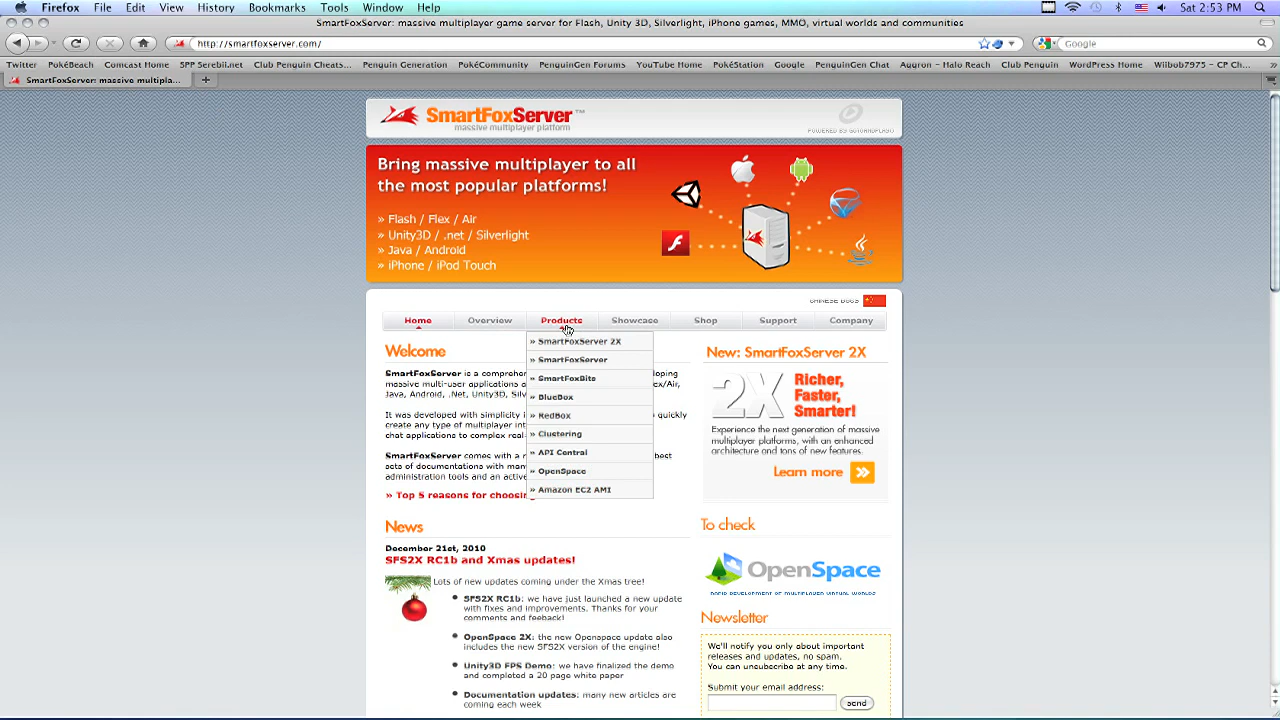 Firefox File Edit View History Bookmarks Tools Window Help Sat 2:53 PM
SmartFoxServer: massive multiplayer game server for Flash, Unity 3D, Silverlight, iPhone games, MMO, virtual worlds and communities
http://smartfoxserver.com/
Google
Twitter PokéBeach Comcast Home SPP Serebii.net Club Penguin Cheats... Penguin Generation PokéCommunity PenguinGen Forums YouTube Home PokéStation Google PenguinGen Chat Aggron - Halo Reach Club Penguin WordPress Home Wiibob7975 - CP Ch... »
SmartFoxServer: massive multipla... +
SmartFoxServer™
massive multiplayer platform
POWERED BY GOTOANDPLAY
Bring massive multiplayer to all
the most popular platforms!
» Flash / Flex / Air
» Unity3D / .net / Silverlight
» Java / Android
» iPhone / iPod Touch
CHINESE DOCS
Home Overview Products Showcase Shop Support Company
» SmartFoxServer 2X
» SmartFoxServer
» SmartFoxBits
» BlueBox
» RedBox
» Clustering
» API Central
» OpenSpace
» Amazon EC2 AMI
Welcome
SmartFoxServer is a comprehen loping
massive multi-user applications a ex/Air,
Java, Android, .Net, Unity3D, Silv
It was developed with simplicity i quickly
create any type of multiplayer int
chat applications to complex real
SmartFoxServer comes with a best
sets of documentation with man
administration tools and an active
» Top 5 reasons for choosin
News
December 21st, 2010
SFS2X RC1b and Xmas updates!
Lots of new updates coming under the Xmas tree!
SFS2X RC1b: we have just launched a new update
with fixes and improvements. Thanks for your
comments and feeback!
OpenSpace 2X: the new Openspace update also
includes the new SFS2X version of the engine!
Unity3D FPS Demo: we have finalized the demo
and completed a 20 page white paper
Documentation updates: many new articles are
coming each week
New: SmartFoxServer 2X
2X
Richer,
Faster,
Smarter!
Experience the next generation of massive
multiplayer platforms, with an enhanced
architecture and tons of new features.
Learn more »
To check
OpenSpace
RAPID DEVELOPMENT OF MULTIPLAYER VIRTUAL WORLDS
Newsletter
We'll notify you only about important
releases and updates, no spam.
You can unsubscribe at any time.
Submit your email address:
send